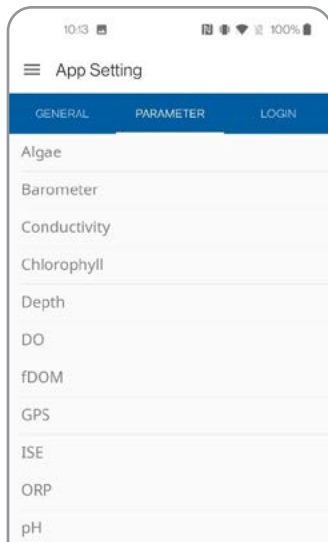 10:13 100%
App Setting
GENERAL PARAMETER LOGIN
Algae
Barometer
Conductivity
Chlorophyll
Depth
DO
fDOM
GPS
ISE
ORP
pH